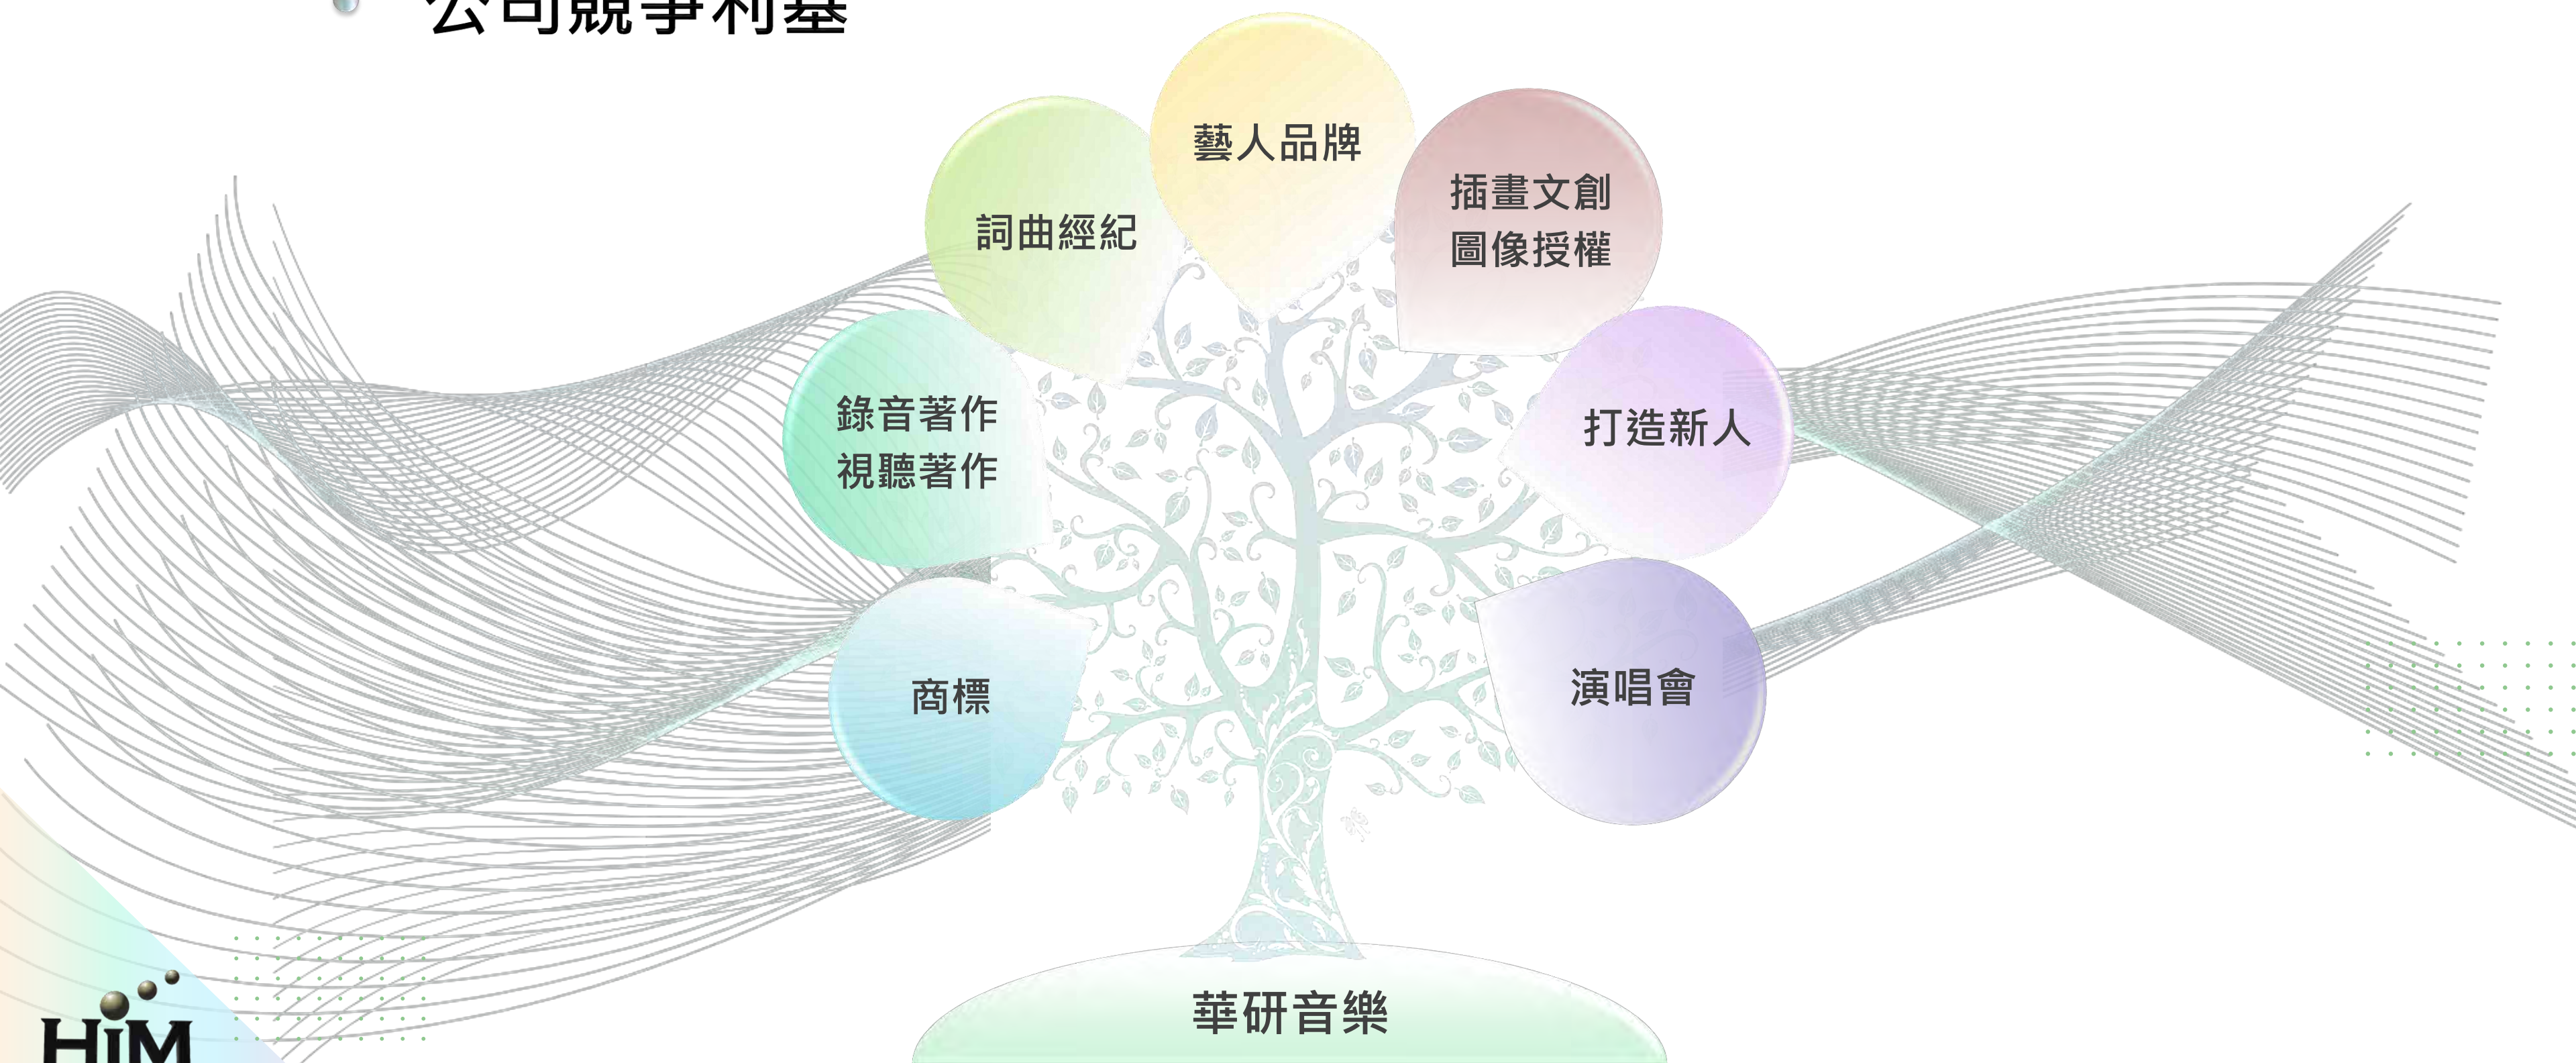 公司競爭利基
藝人品牌
詞曲經紀
插畫文創
圖像授權
錄音著作
視聽著作
打造新人
商標
演唱會
華研音樂
HiM